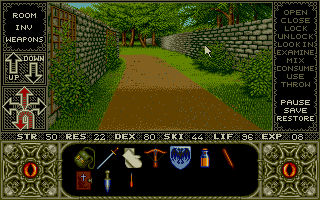 ROOM
INV
WEAPONS
UP
DOWN
OPEN
CLOSE
LOCK
UNLOCK
LOOK IN
EXAMINE
MIX
CONSUME
USE
THROW
PAUSE
SAVE
RESTORE
STR 50 RES 22 DEX 80 SKI 44 LIF 36 EXP 08